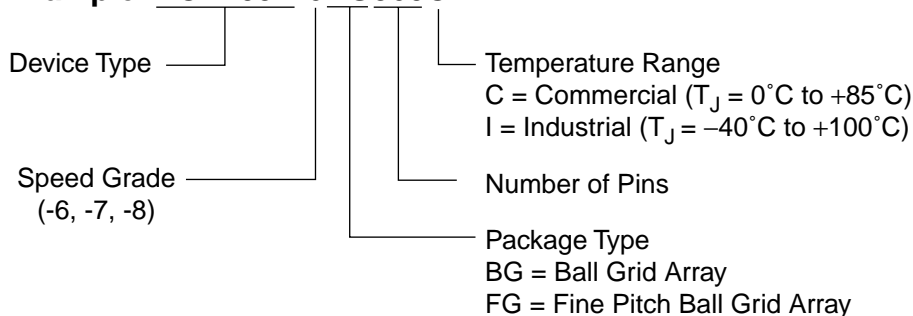 Device Type
Temperature Range
C = Commercial (TJ = 0˚C to +85˚C)
I = Industrial (TJ = −40˚C to +100˚C)
Speed Grade
(-6, -7, -8)
Number of Pins
Package Type
BG = Ball Grid Array
FG = Fine Pitch Ball Grid Array